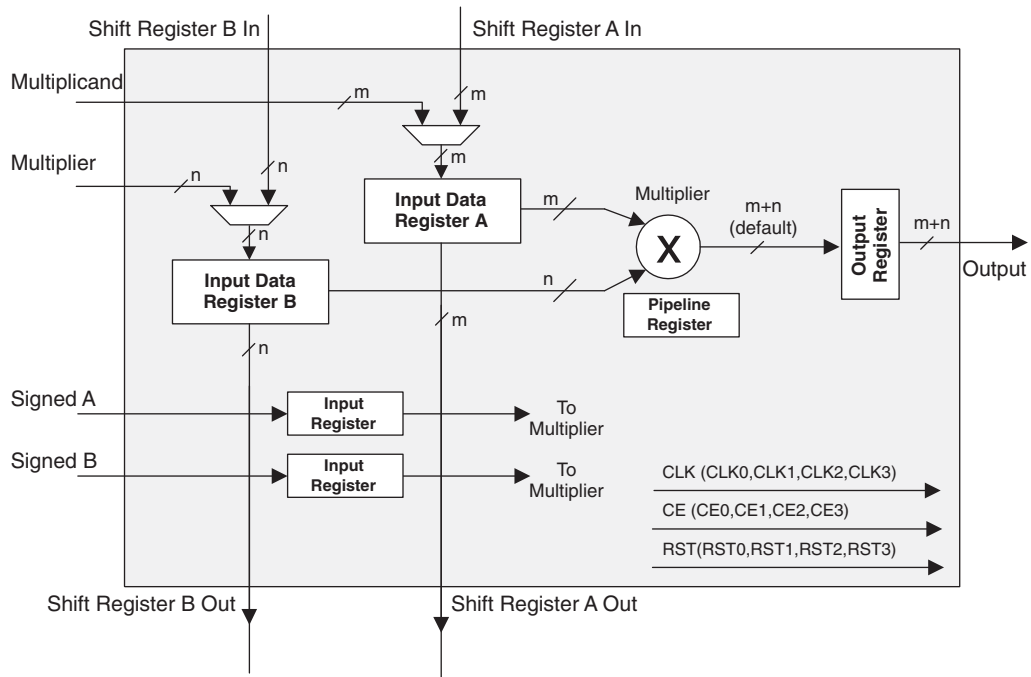 Shift Register B In
Shift Register A In
Multiplicand
m
m
Multiplier
n
n
m
Input Data
Register A
m
Multiplier
X
m+n
(default)
Output
Register
m+n
Output
n
Input Data
Register B
n
Pipeline
Register
m
n
Signed A
Input
Register
To
Multiplier
Signed B
Input
Register
To
Multiplier
CLK (CLK0,CLK1,CLK2,CLK3)
CE (CE0,CE1,CE2,CE3)
RST(RST0,RST1,RST2,RST3)
Shift Register B Out
Shift Register A Out